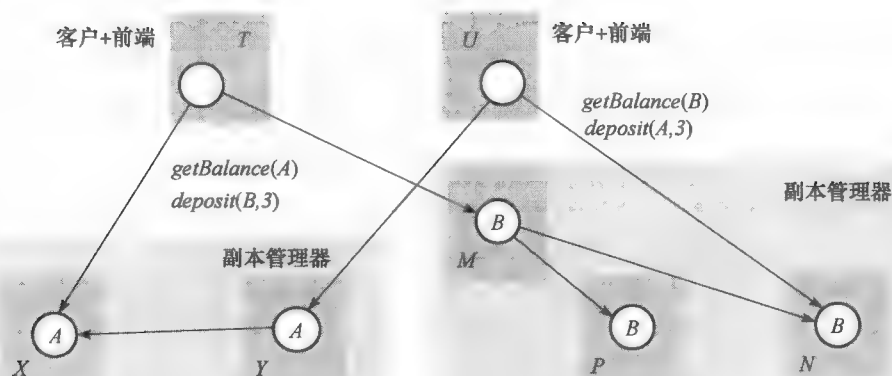 客户+前端
T
U
客户+前端
getBalance(B)
deposit(A,3)
getBalance(A)
deposit(B,3)
B
M
副本管理器
副本管理器
A
X
A
Y
B
P
B
N